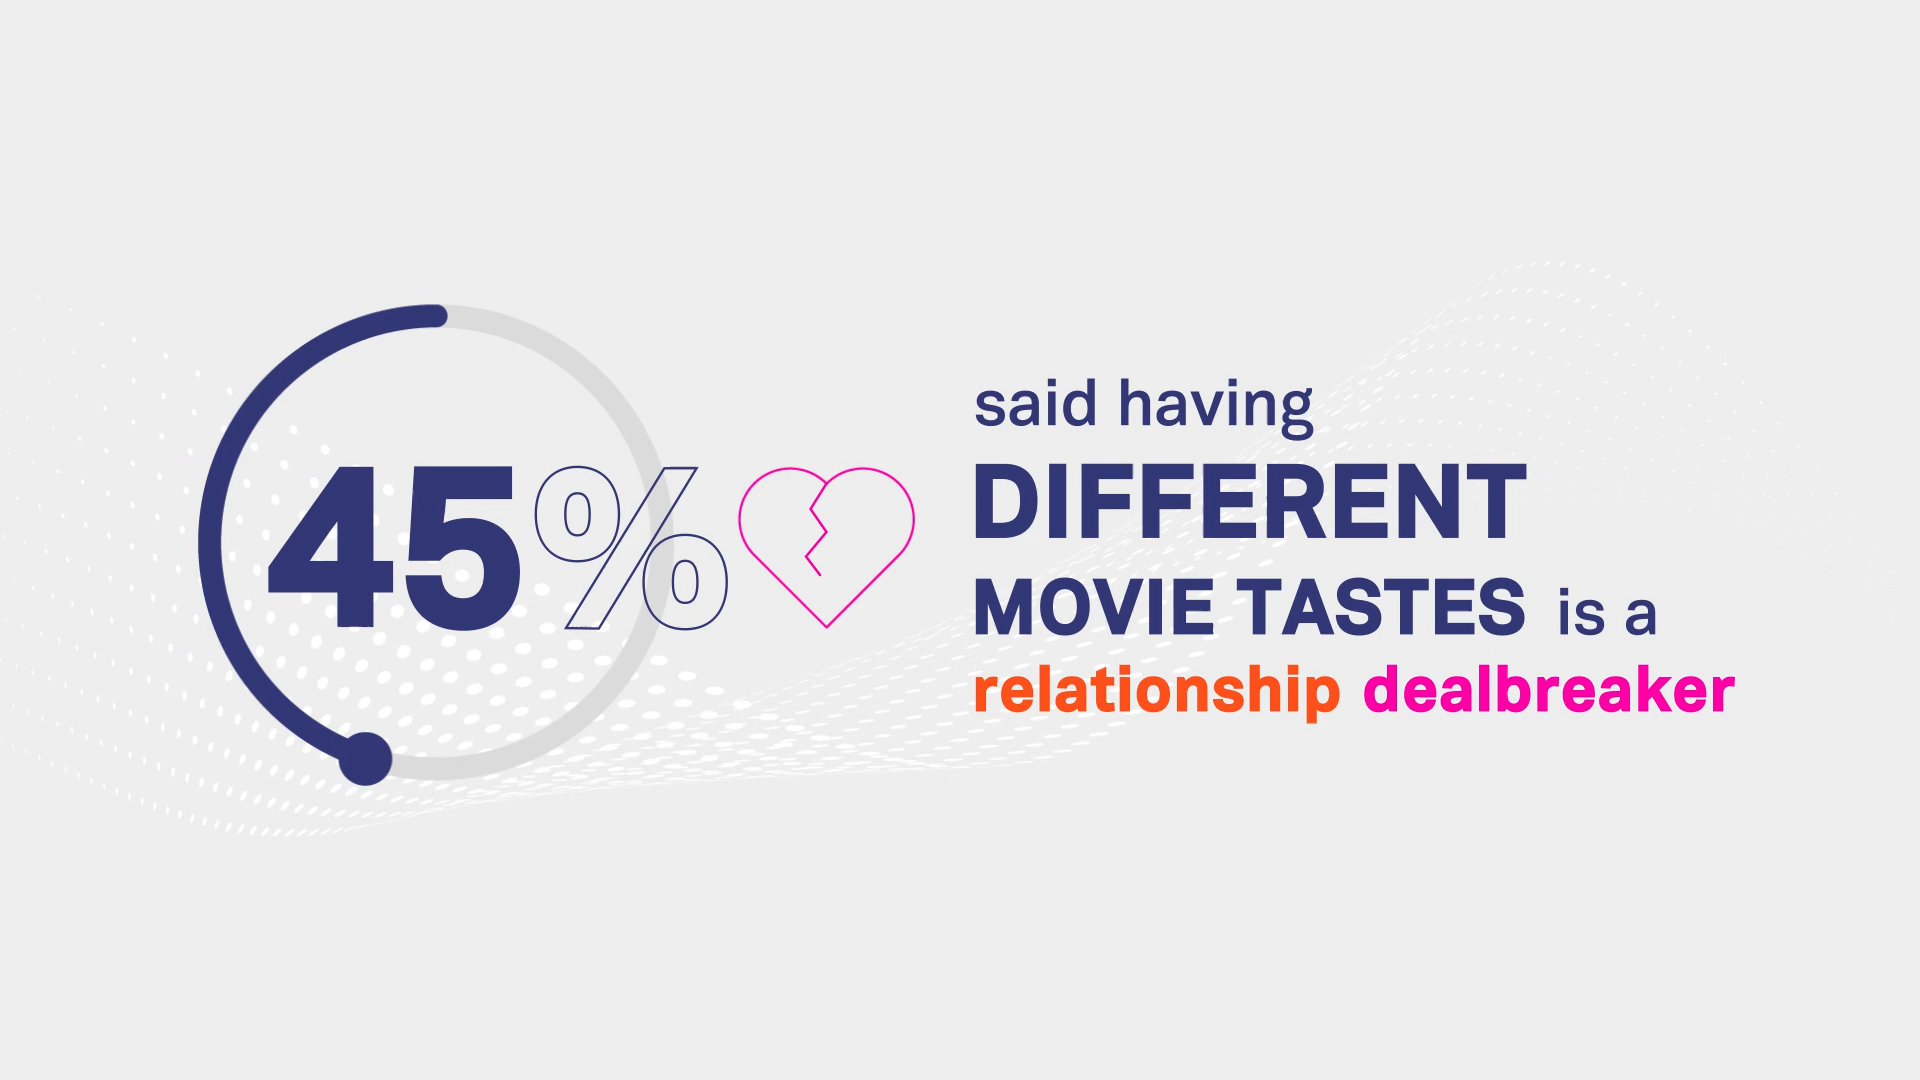 45%
said having
DIFFERENT
MOVIE TASTES is a
relationship dealbreaker